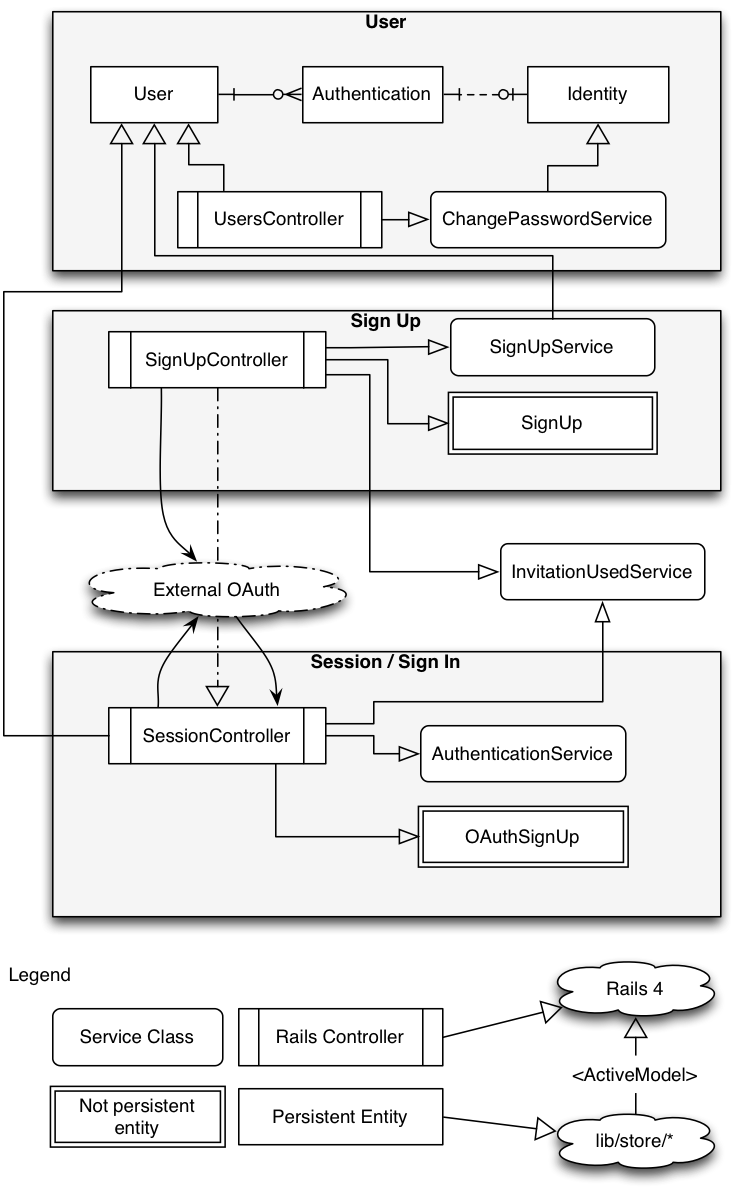 User
User
Authentication
Identity
UsersController
ChangePasswordService
Sign Up
SignUpController
SignUpService
SignUp
External OAuth
InvitationUsedService
Session / Sign In
SessionController
AuthenticationService
OAuthSignUp
Legend
Service Class
Rails Controller
Rails 4
<ActiveModel>
Not persistent
entity
Persistent Entity
lib/store/*